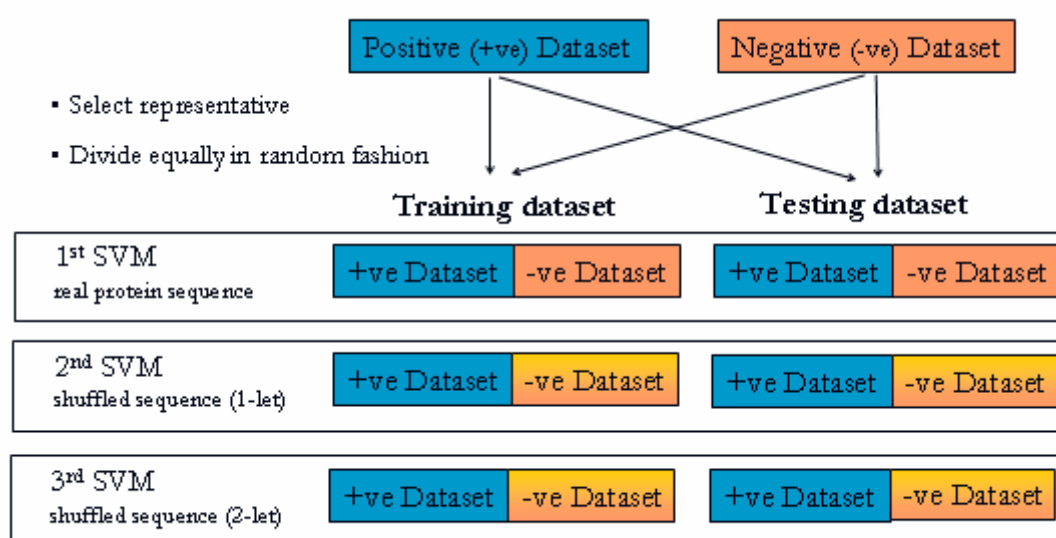 Positive (+ve) Dataset
Negative (-ve) Dataset
▪ Select representative
▪ Divide equally in random fashion
Training dataset
Testing dataset
1st SVM
real protein sequence
+ve Dataset
-ve Dataset
+ve Dataset
-ve Dataset
2nd SVM
shuffled sequence (1-let)
+ve Dataset
-ve Dataset
+ve Dataset
-ve Dataset
3rd SVM
shuffled sequence (2-let)
+ve Dataset
-ve Dataset
+ve Dataset
-ve Dataset